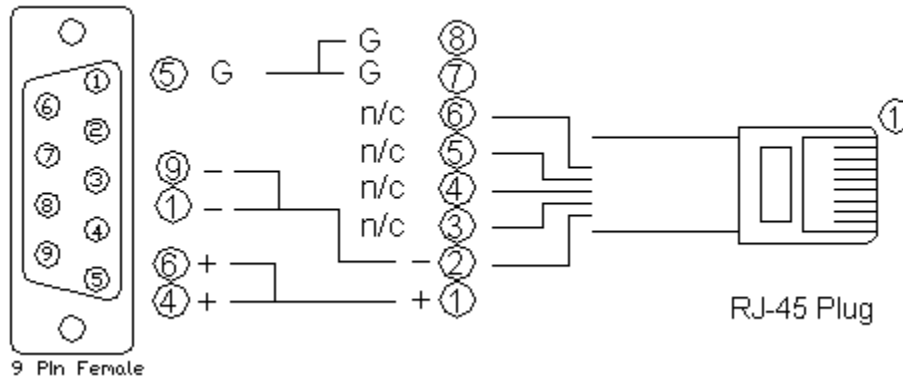 G ⑧
⑤ G G ⑦
① n/c ⑥ ①
⑥ ② n/c ⑤
⑦ ⑨ - n/c ④
③ ① - n/c ③
⑧ ④ - ②
⑨ ⑥ + + ①
⑤ ④ +
RJ-45 Plug
9 Pin Female